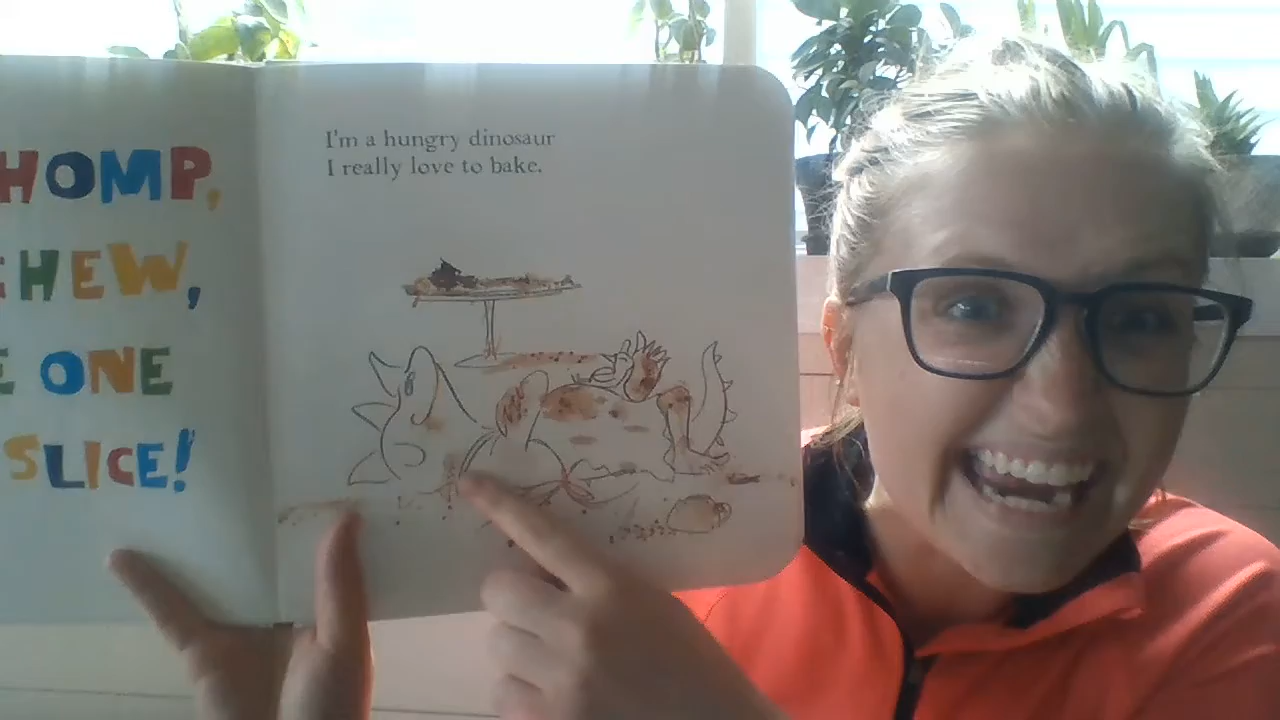 HOMP,
HEW,
E ONE
SLICE!
I'm a hungry dinosaur
I really love to bake.